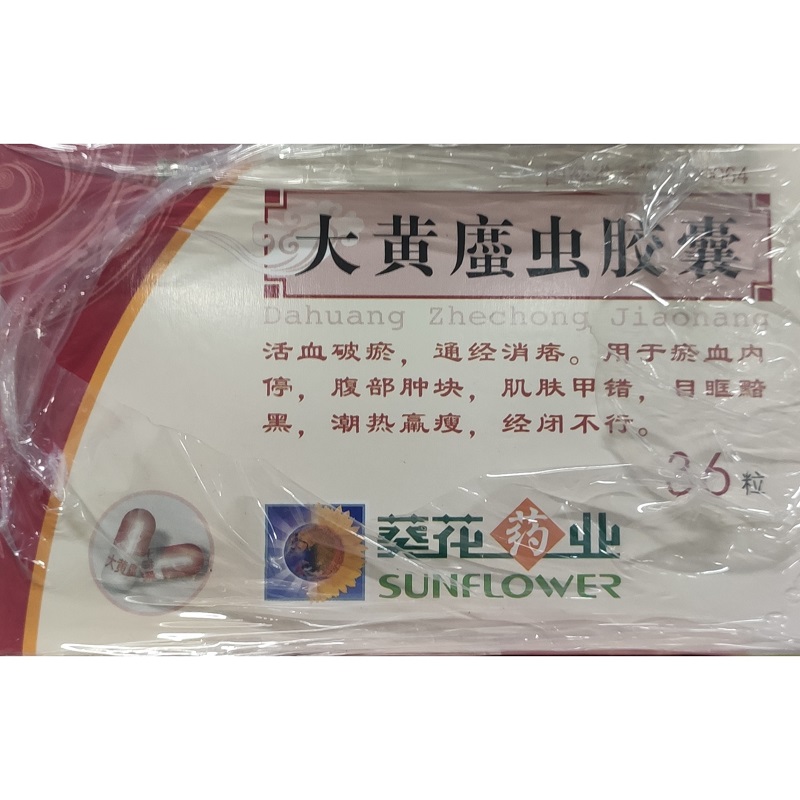 大黄䗪虫胶囊
Dahuang Zhechong Jiaonang
活血破瘀，通经消痞。用于瘀血内
停，腹部肿块，肌肤甲错，目眶黯
黑，潮热羸瘦，经闭不行。
36粒
葵花药业
SUNFLOWER